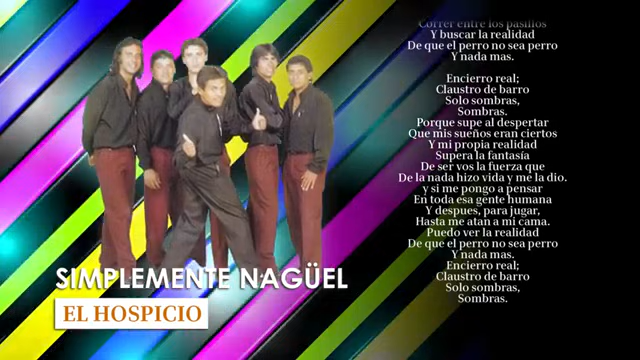 Correr entre los pasillos
Y buscar la realidad
De que el perro no sea perro
Y nada mas.
Encierro real;
Claustro de barro
Solo sombras,
Sombras.
Porque supe al despertar
Que mis sueños eran ciertos
Y mi propia realidad
Supera la fantasía
De ser vos la fuerza que
De la nada hizo vida y me la dio.
y si me pongo a pensar
En toda esa gente humana
Y despues, para jugar,
Hasta me atan a mi cama.
Puedo ver la realidad
De que el perro no sea perro
Y nada mas.
Encierro real;
Claustro de barro
Solo sombras,
Sombras.
SIMPLEMENTE NAGÜEL
EL HOSPICIO